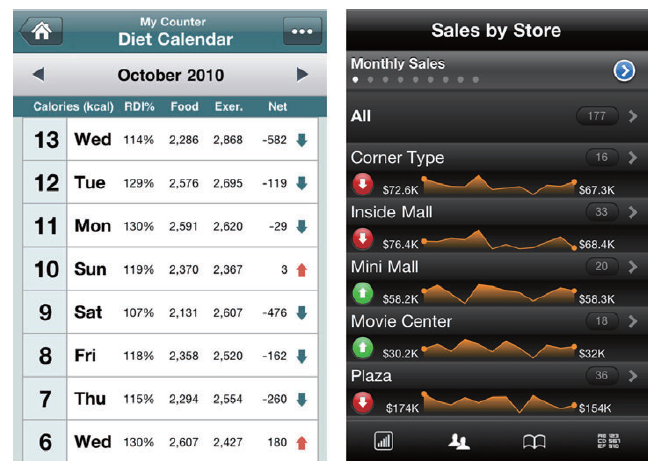 My Counter
Diet Calendar
October 2010
Calories (kcal) RDI% Food Exer. Net
13 Wed 114% 2,286 2,868 -582
12 Tue 129% 2,576 2,695 -119
11 Mon 130% 2,591 2,620 -29
10 Sun 119% 2,370 2,367 3
9 Sat 107% 2,131 2,607 -476
8 Fri 118% 2,358 2,520 -162
7 Thu 115% 2,294 2,554 -260
6 Wed 130% 2,607 2,427 180
Sales by Store
Monthly Sales
All 177
Corner Type 16
$72.6K $67.3K
Inside Mall 33
$76.4K $68.4K
Mini Mall 20
$58.2K $58.3K
Movie Center 18
$30.2K $32K
Plaza 36
$174K $154K